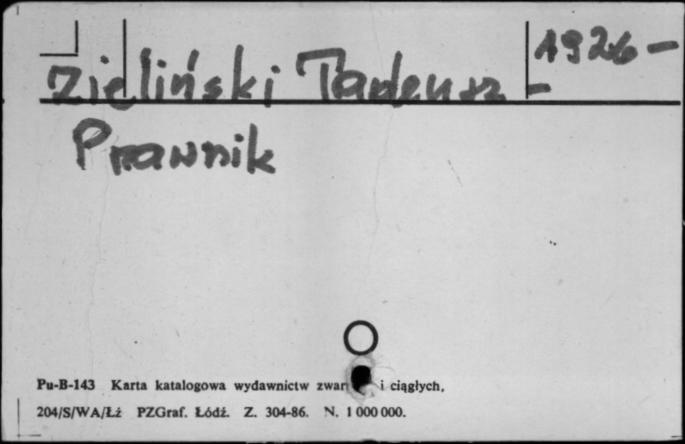 Zieliński Tadeusz 1926 -
-
Prawnik
Pu-B-143 Karta katalogowa wydawnictw zwar i ciągłych,
204/S/WA/Łż PZGraf. Łódź. Z. 304-86. N. 1 000 000.